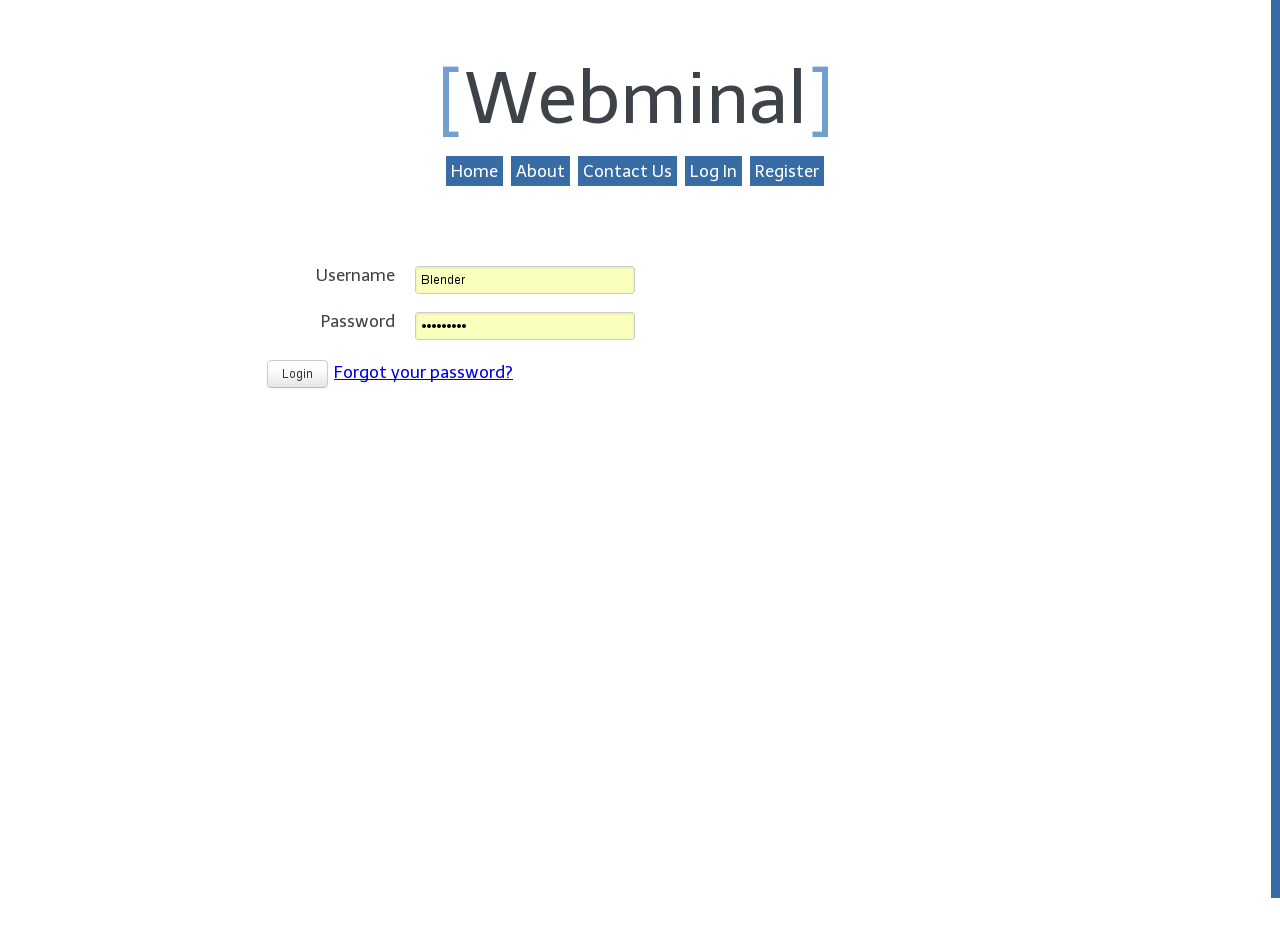 [Webminal]
Home About Contact Us Log In Register
Username Blender
Password •••••••••
Login Forgot your password?